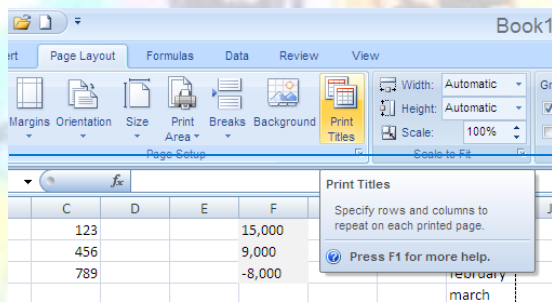 Book1
ert Page Layout Formulas Data Review View
Margins Orientation Size Print Area Breaks Background Print Titles
Width: Automatic
Height: Automatic
Scale: 100%
Page Setup Scale to Fit
fx
Print Titles
Specify rows and columns to
repeat on each printed page.
Press F1 for more help.
C D E F J
123 15,000
456 9,000
789 -8,000
february
march